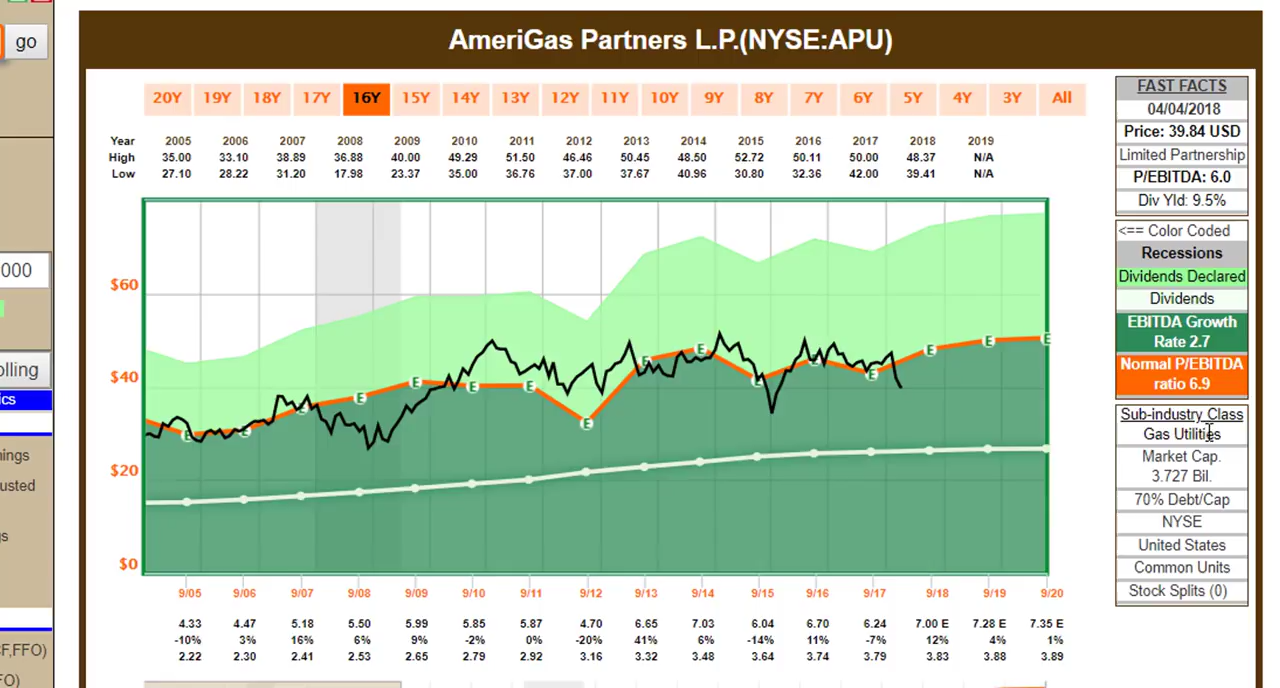 go
AmeriGas Partners L.P.(NYSE:APU)
20Y 19Y 18Y 17Y 16Y 15Y 14Y 13Y 12Y 11Y 10Y 9Y 8Y 7Y 6Y 5Y 4Y 3Y All
Year 2005 2006 2007 2008 2009 2010 2011 2012 2013 2014 2015 2016 2017 2018 2019
High 35.00 33.10 38.89 36.88 40.00 49.29 51.50 46.46 50.45 48.50 52.72 50.11 50.00 48.37 N/A
Low 27.10 28.22 31.20 17.98 23.37 35.00 36.76 37.00 37.67 40.96 30.80 32.36 42.00 39.41 N/A
$60
$40
$20
$0
E E E E E E E E E E E E E E E E
9/05 9/06 9/07 9/08 9/09 9/10 9/11 9/12 9/13 9/14 9/15 9/16 9/17 9/18 9/19 9/20
4.33 4.47 5.18 5.50 5.99 5.85 5.87 4.70 6.65 7.03 6.04 6.70 6.24 7.00 E 7.28 E 7.35 E
-10% 3% 16% 6% 9% -2% 0% -20% 41% 6% -14% 11% -7% 12% 4% 1%
2.22 2.30 2.41 2.53 2.65 2.79 2.92 3.16 3.32 3.48 3.64 3.74 3.79 3.83 3.88 3.89
FAST FACTS
04/04/2018
Price: 39.84 USD
Limited Partnership
P/EBITDA: 6.0
Div Yld: 9.5%
<== Color Coded
Recessions
Dividends Declared
Dividends
EBITDA Growth
Rate 2.7
Normal P/EBITDA
ratio 6.9
Sub-industry Class
Gas Utilities
Market Cap.
3.727 Bil.
70% Debt/Cap
NYSE
United States
Common Units
Stock Splits (0)
000
olling
ics
nings
usted
gs
F,FFO)
FO)